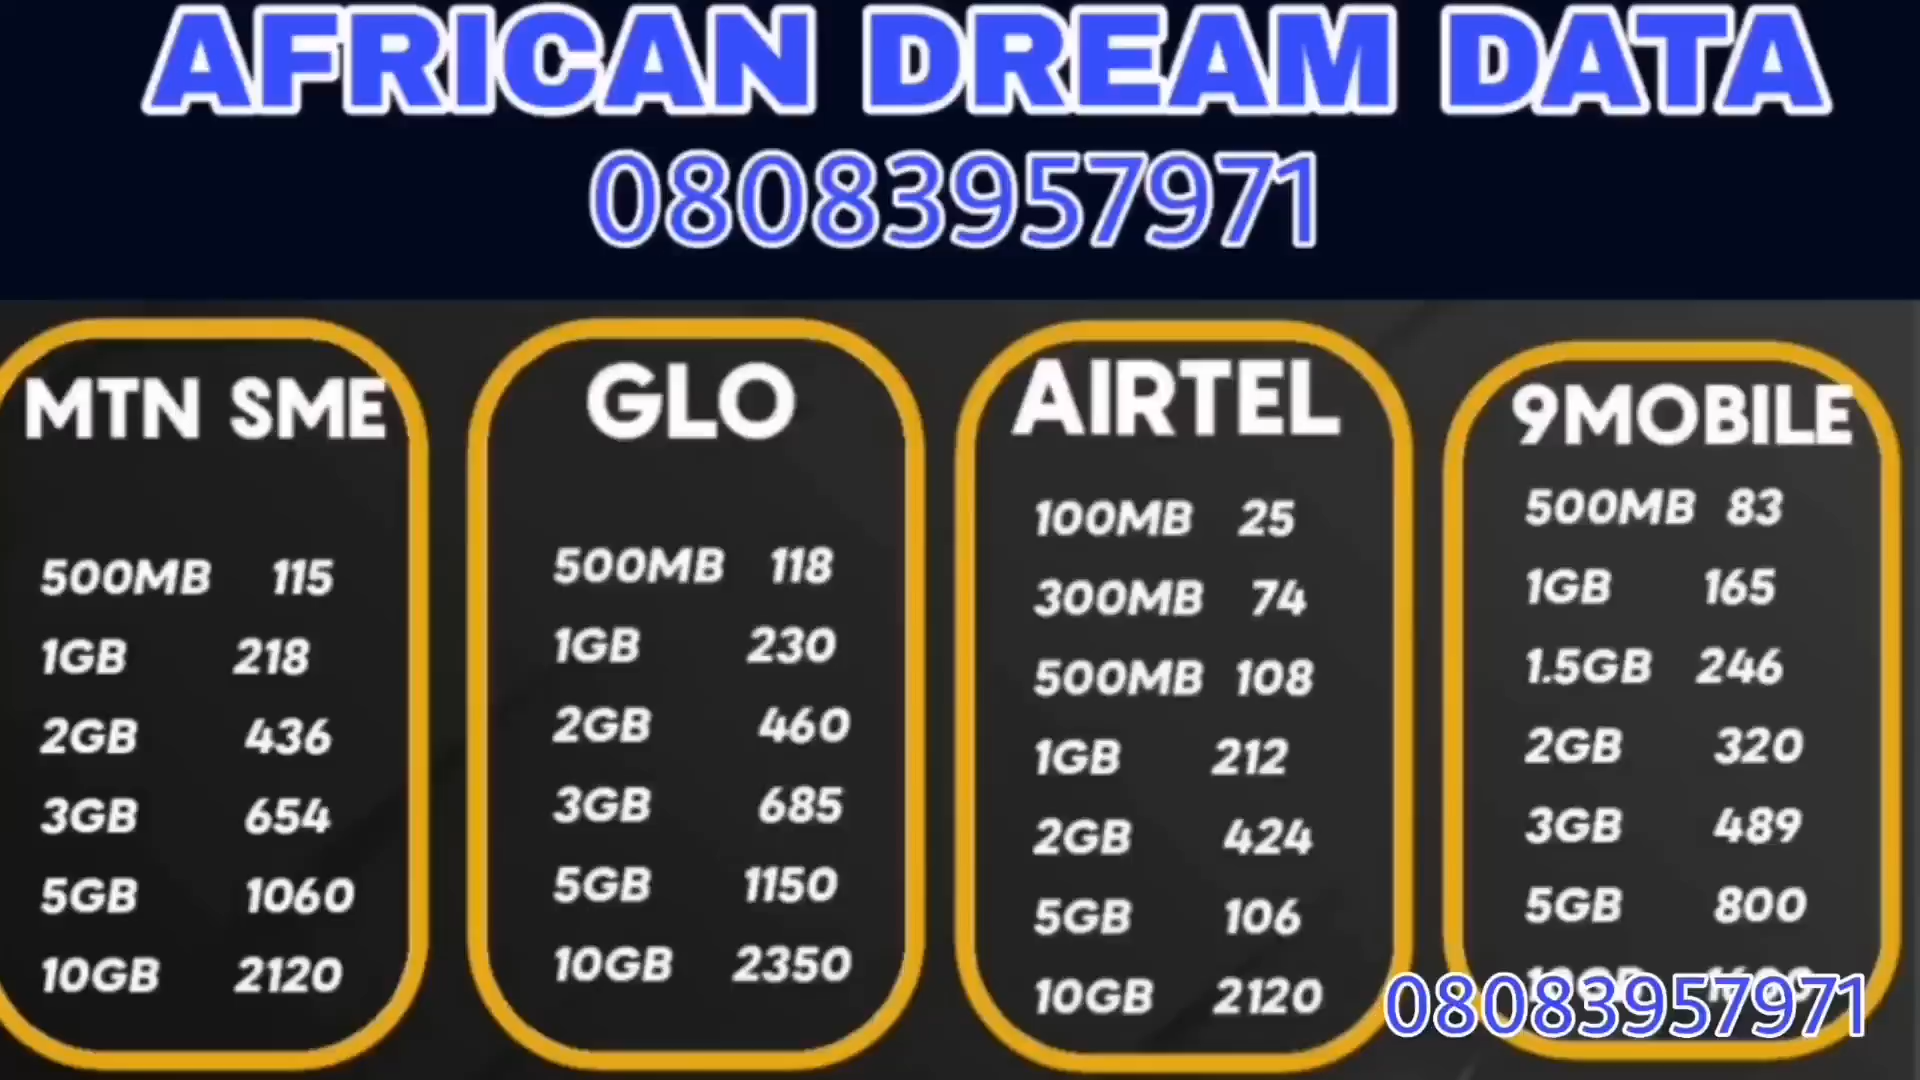 AFRICAN DREAM DATA
08083957971
MTN SME
500MB 115
1GB 218
2GB 436
3GB 654
5GB 1060
10GB 2120
GLO
500MB 118
1GB 230
2GB 460
3GB 685
5GB 1150
10GB 2350
AIRTEL
100MB 25
300MB 74
500MB 108
1GB 212
2GB 424
5GB 106
10GB 2120
9MOBILE
500MB 83
1GB 165
1.5GB 246
2GB 320
3GB 489
5GB 800
08083957971